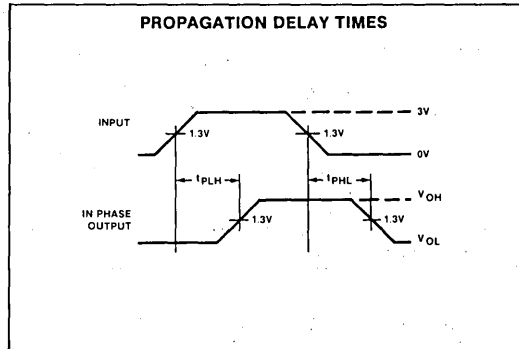 PROPAGATION DELAY TIMES
INPUT
1.3V
1.3V
3V
0V
tPLH
tPHL
IN PHASE
OUTPUT
1.3V
1.3V
VOH
VOL